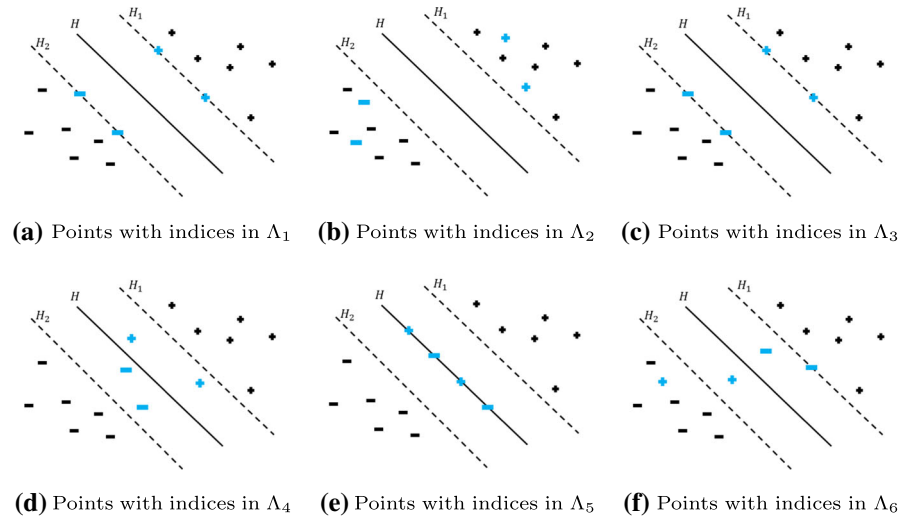 H H₁
H₂
H H₁
H₂
H H₁
H₂
(a) Points with indices in Λ₁
(b) Points with indices in Λ₂
(c) Points with indices in Λ₃
H H₁
H₂
H H₁
H₂
H H₁
H₂
(d) Points with indices in Λ₄
(e) Points with indices in Λ₅
(f) Points with indices in Λ₆